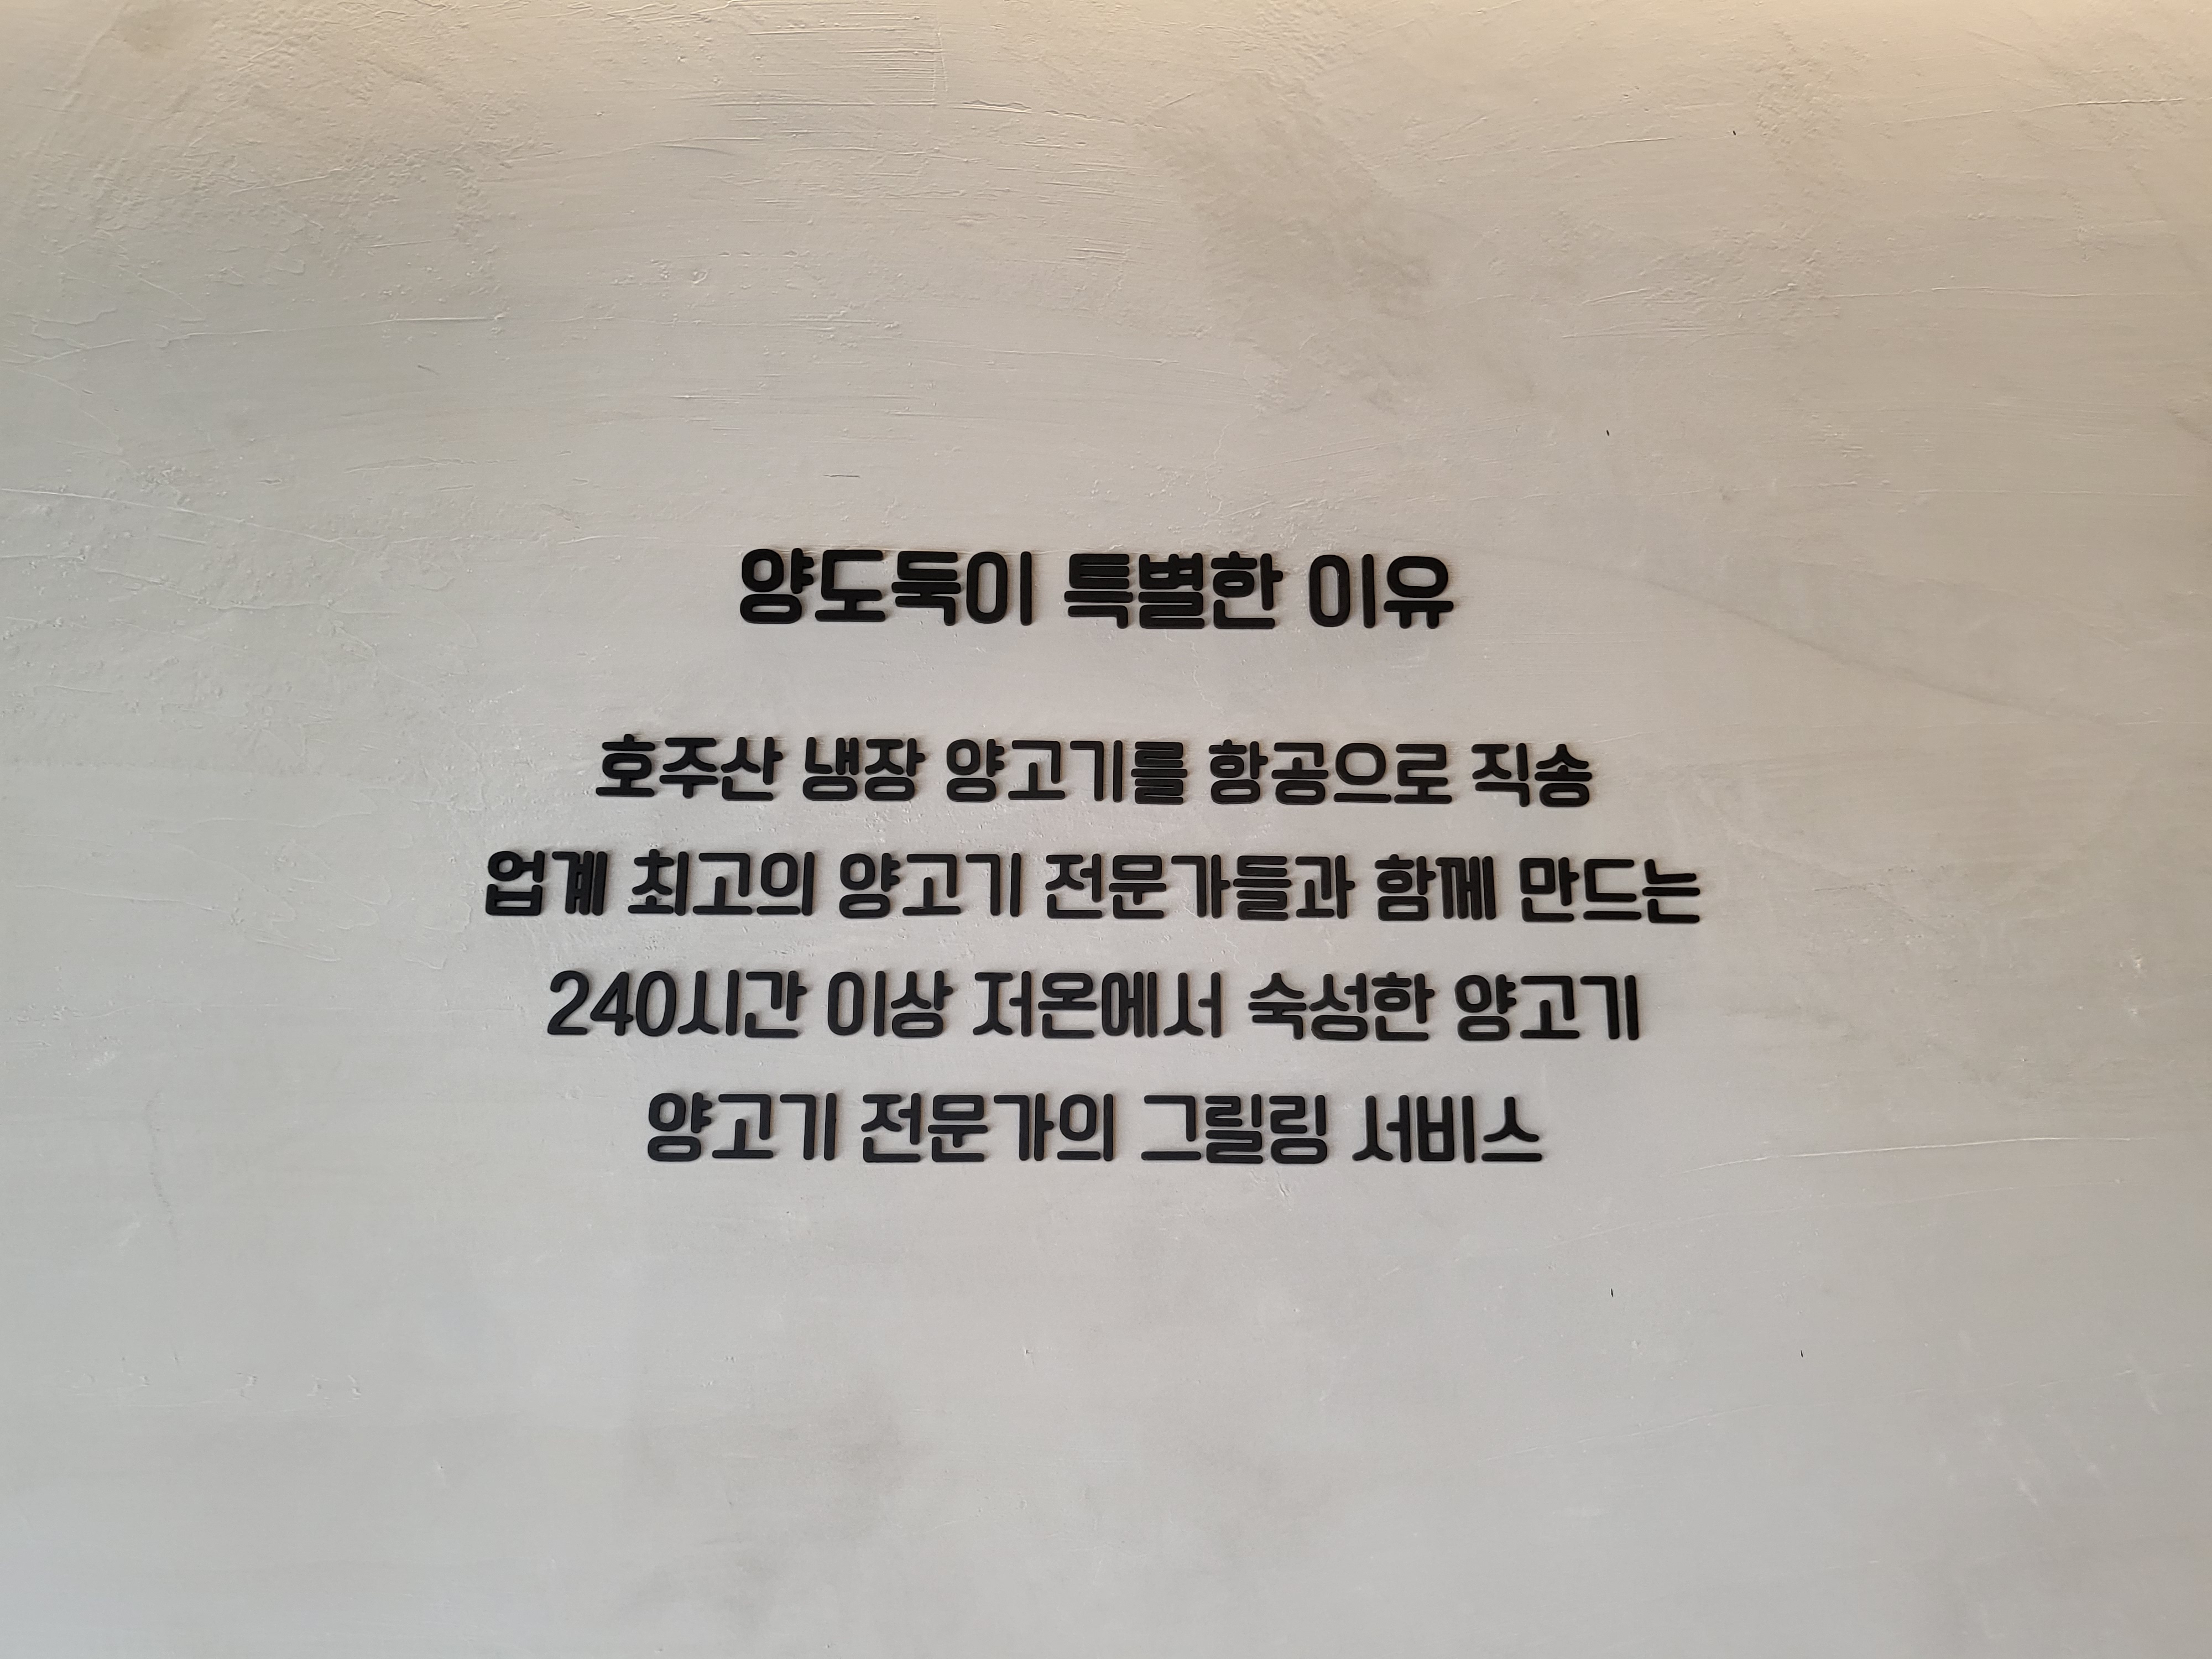 양도둑이 특별한 이유
호주산 냉장 양고기를 항공으로 직송
업계 최고의 양고기 전문가들과 함께 만드는
240시간 이상 저온에서 숙성한 양고기
양고기 전문가의 그릴링 서비스